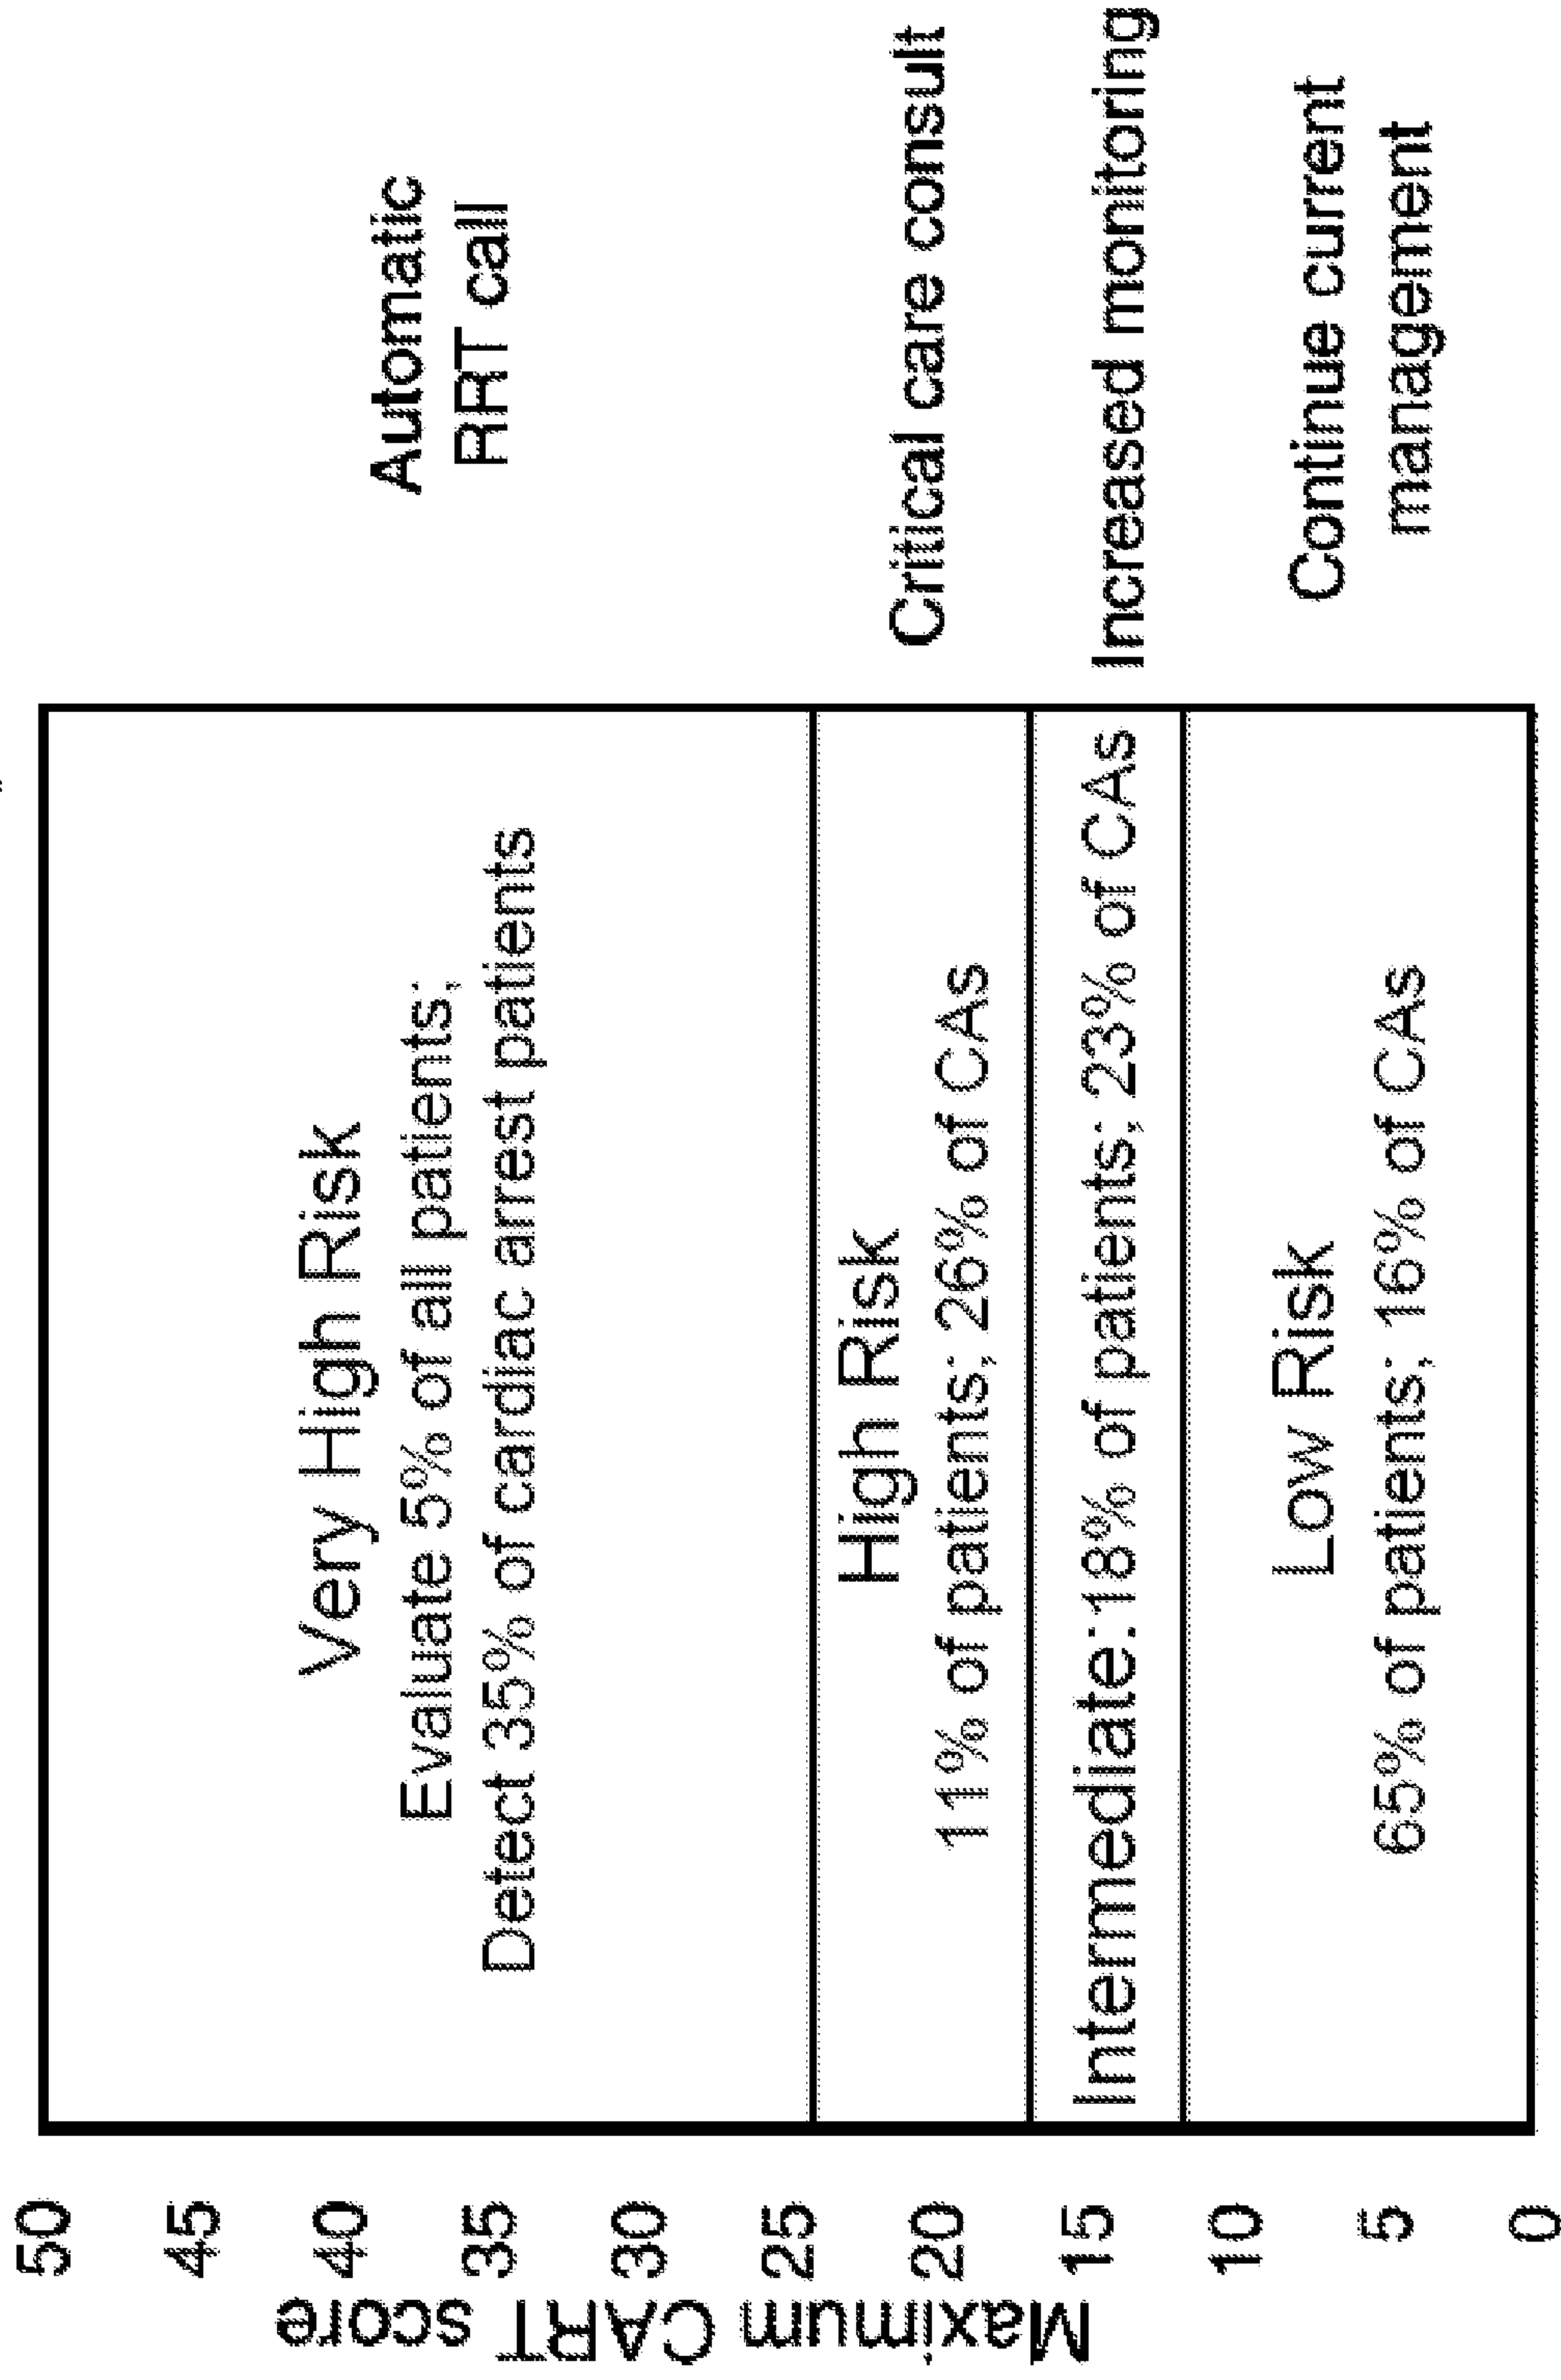 Maximum CART score
50
45
40
35
30
25
20
15
10
5
0
Very High Risk
Evaluate 5% of all patients;
Detect 35% of cardiac arrest patients
Automatic
RRT call
High Risk
11% of patients; 26% of CAs
Critical care consult
Intermediate:18% of patients; 23% of CAs
Increased monitoring
Low Risk
65% of patients; 16% of CAs
Continue current
management